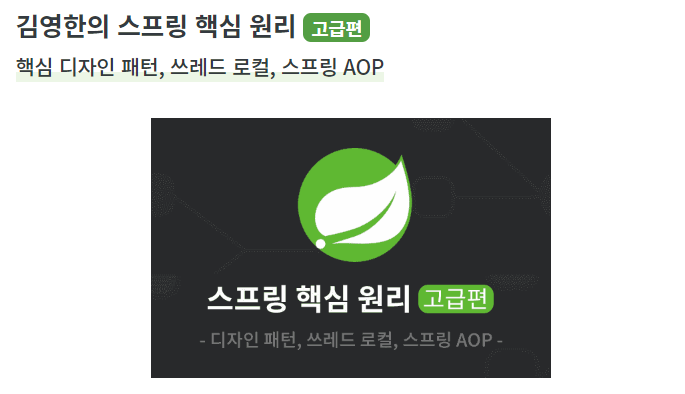 김영한의 스프링 핵심 원리 고급편
핵심 디자인 패턴, 쓰레드 로컬, 스프링 AOP
스프링 핵심 원리 고급편
- 디자인 패턴, 쓰레드 로컬, 스프링 AOP -